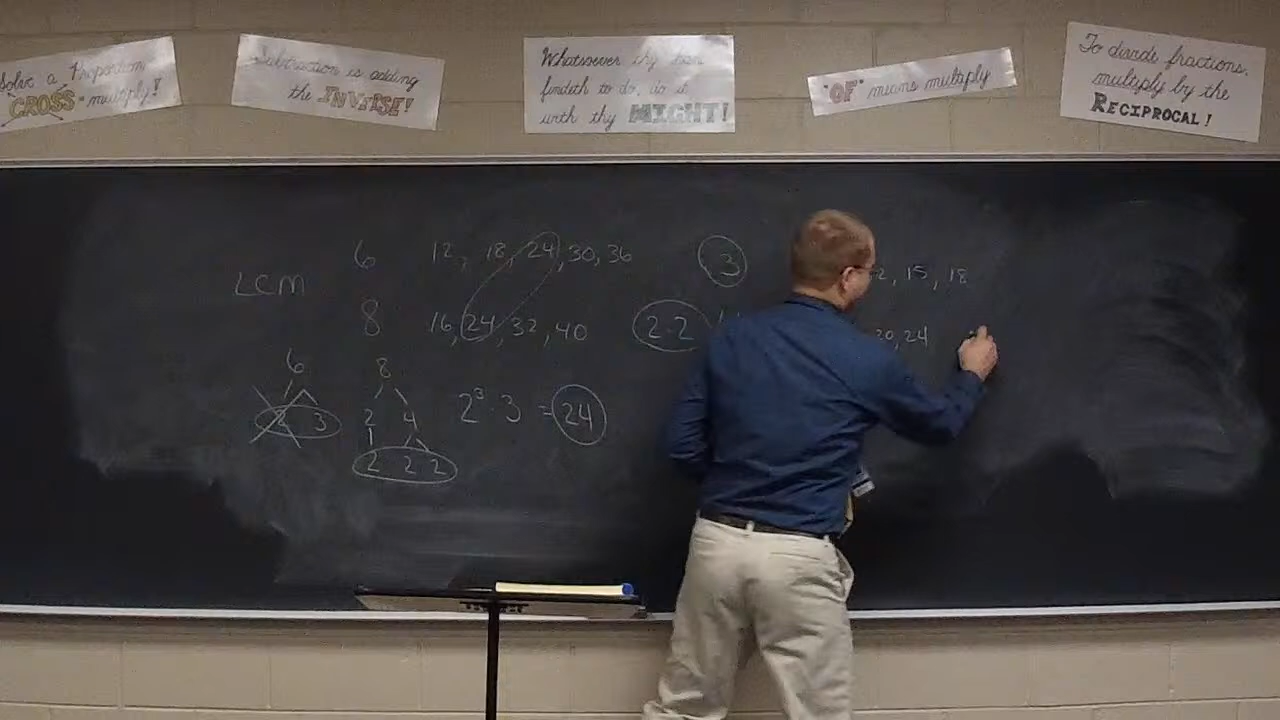 Solve a Proportion,
"CROSS" multiply!
Subtraction is adding
the INVERSE!
Whatsoever thy
findeth to do, do it
with thy MIGHT!
"OF" means multiply
To divide fractions,
multiply by the
RECIPROCAL!
LCM
6 12, 18, 24, 30, 36
8 16, 24, 32, 40
6
2 3
8
2 4
2 2 2
2³ · 3 = 24
3 2, 15, 18
2·2 20, 24